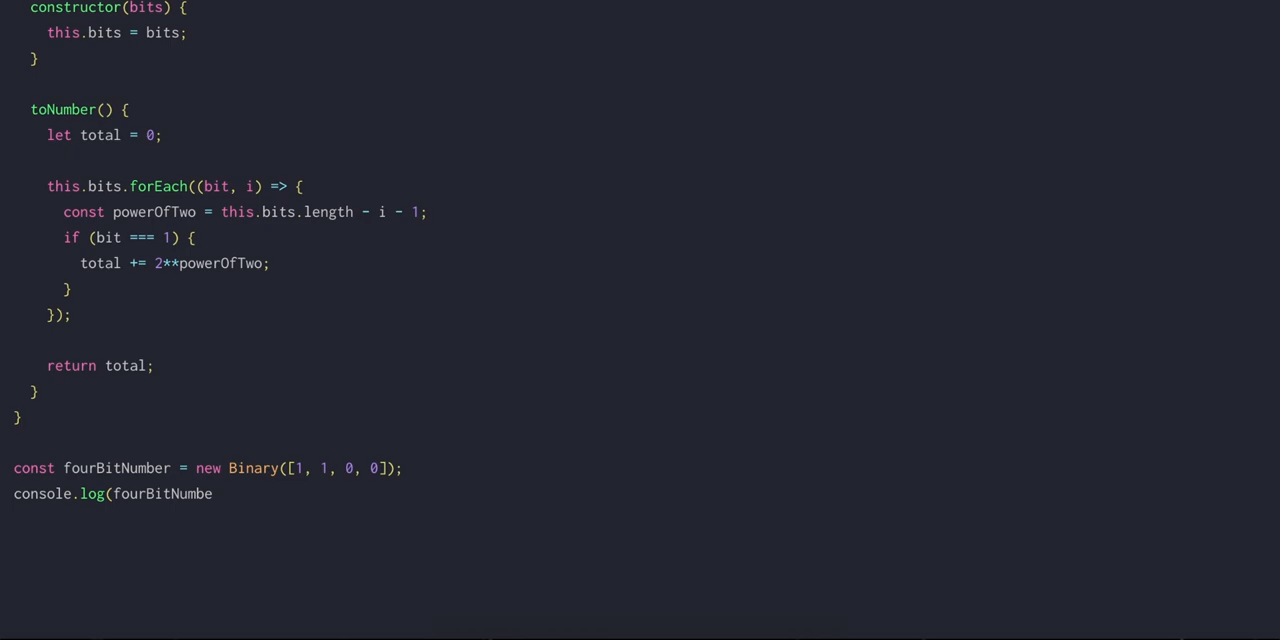 constructor(bits) {
this.bits = bits;
}
toNumber() {
let total = 0;
this.bits.forEach((bit, i) => {
const powerOfTwo = this.bits.length - i - 1;
if (bit === 1) {
total += 2**powerOfTwo;
}
});
return total;
}
}
const fourBitNumber = new Binary([1, 1, 0, 0]);
console.log(fourBitNumbe